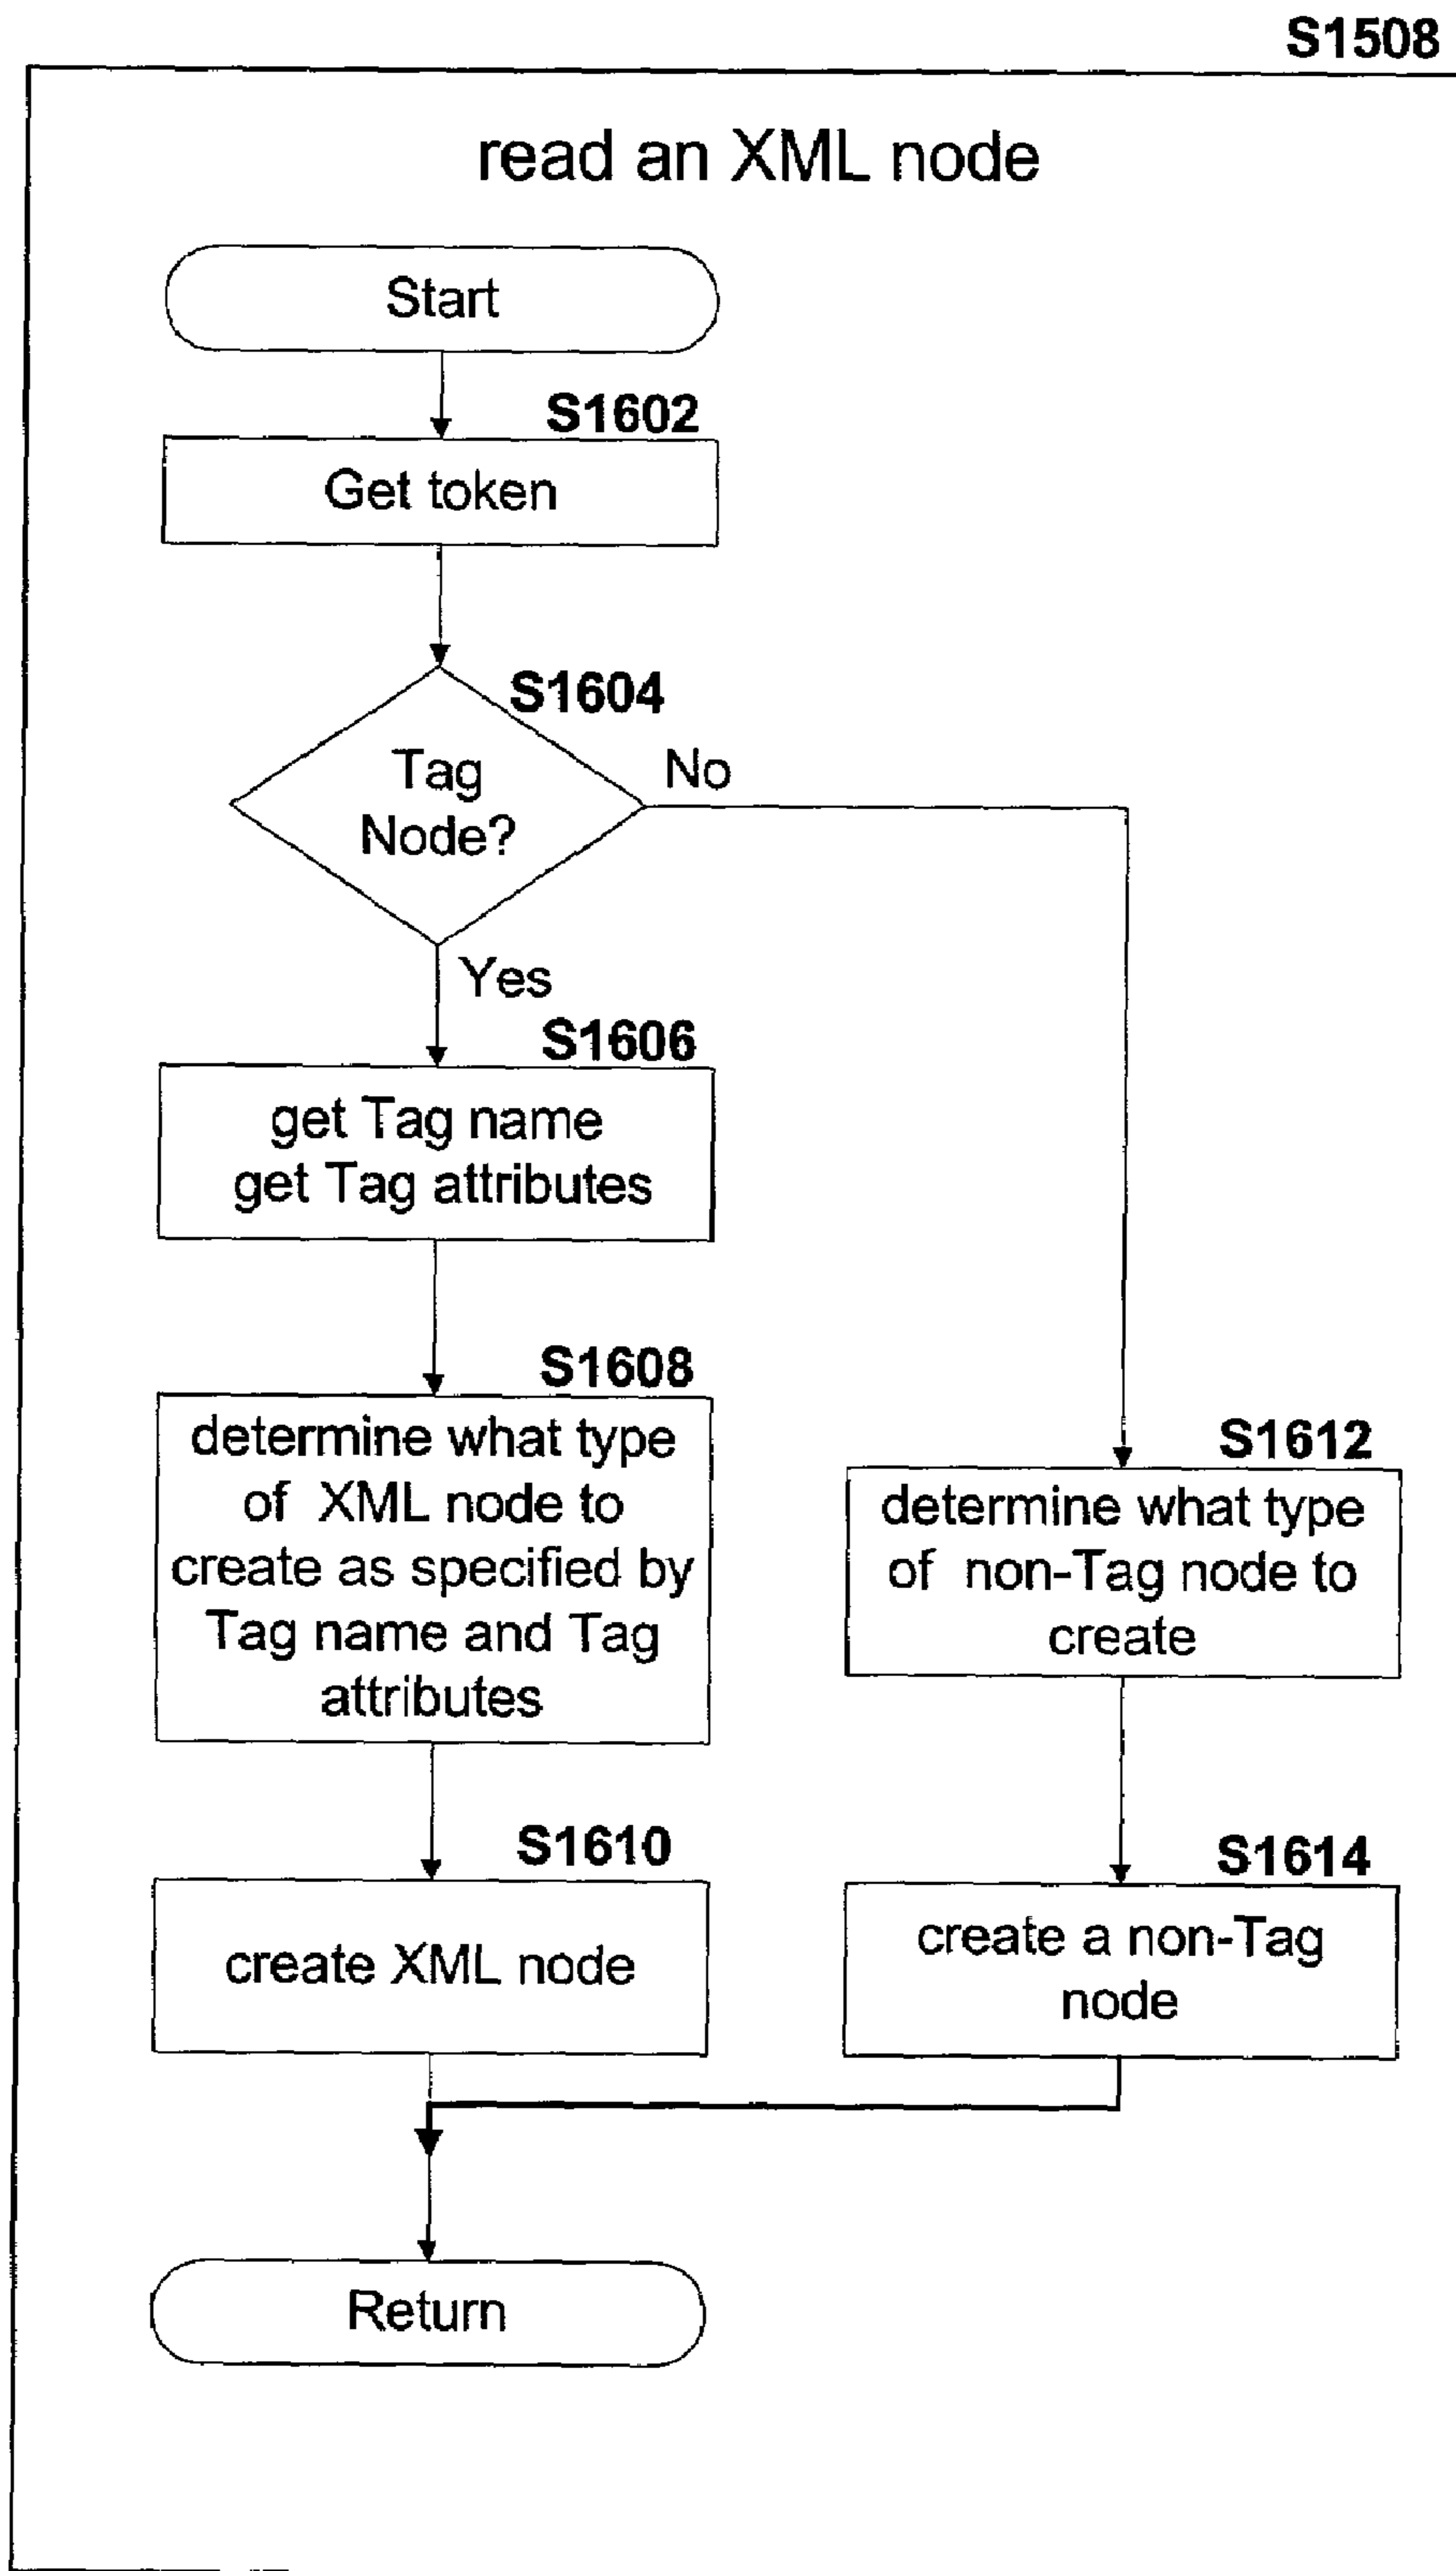 S1508
read an XML node
Start
S1602
Get token
S1604
Tag
Node?
No
Yes
S1606
get Tag name
get Tag attributes
S1608
determine what type
of XML node to
create as specified by
Tag name and Tag
attributes
S1612
determine what type
of non-Tag node to
create
S1610
create XML node
S1614
create a non-Tag
node
Return